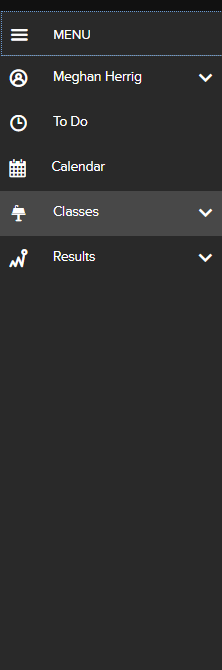 MENU
Meghan Herrig
To Do
Calendar
Classes
Results